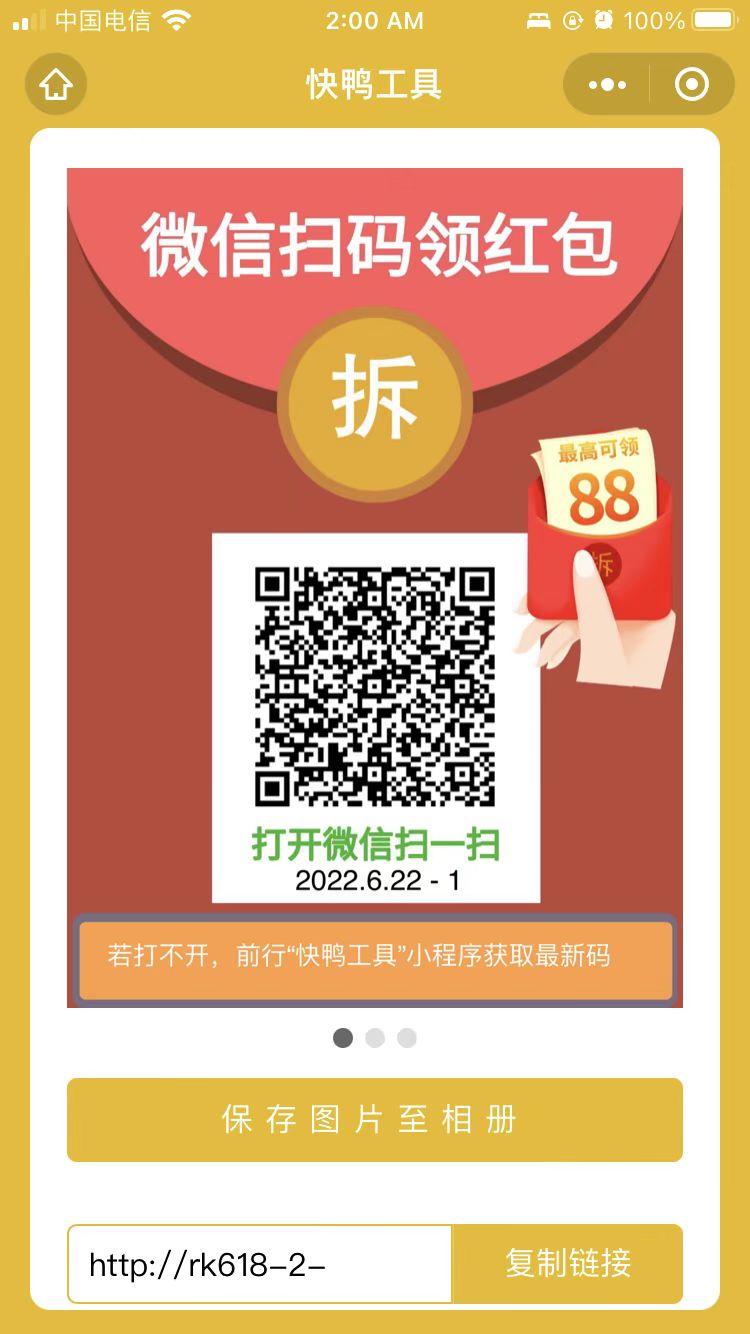 中国电信 2:00 AM 100%
快鸭工具
微信扫码领红包
拆
最高可领
88
拆
打开微信扫一扫
2022.6.22 - 1
若打不开，前行“快鸭工具”小程序获取最新码
保存图片至相册
http://rk618-2-
复制链接